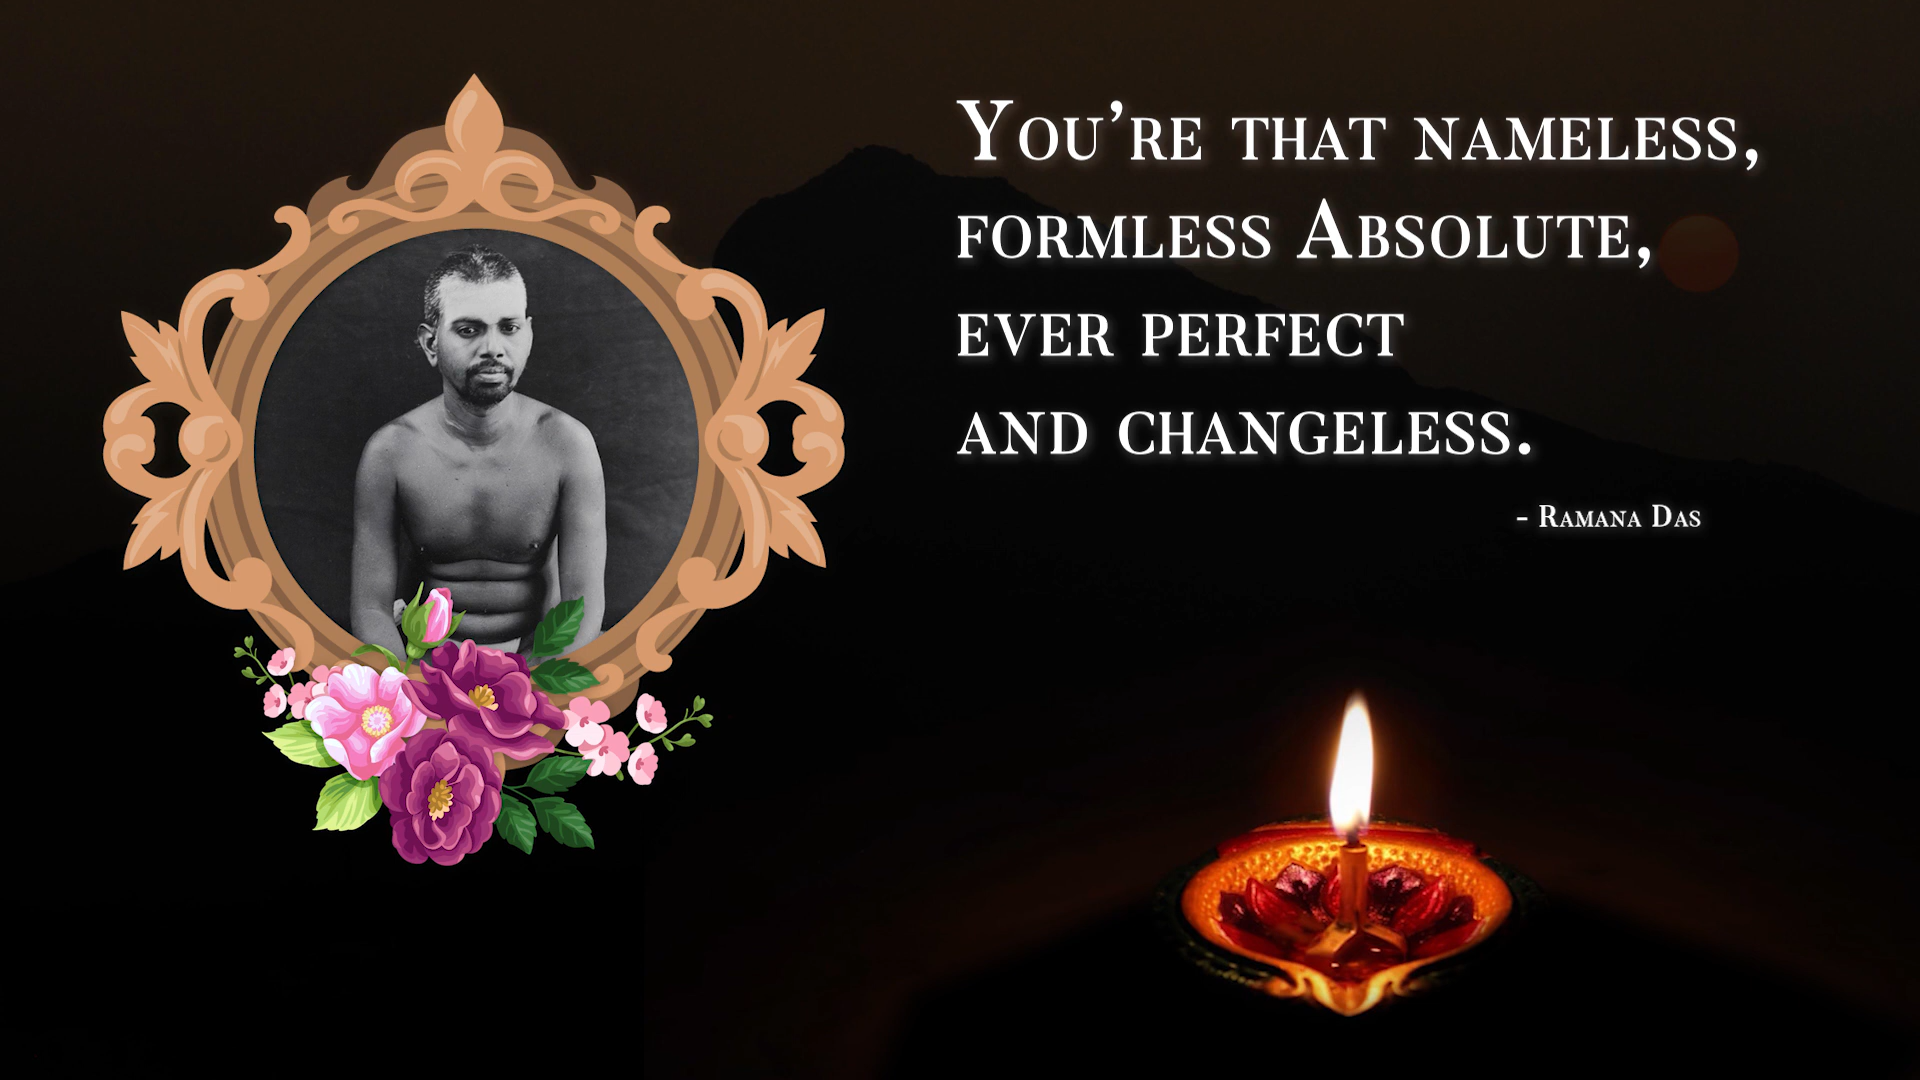 You're that nameless,
formless Absolute,
ever perfect
and changeless.
- Ramana Das